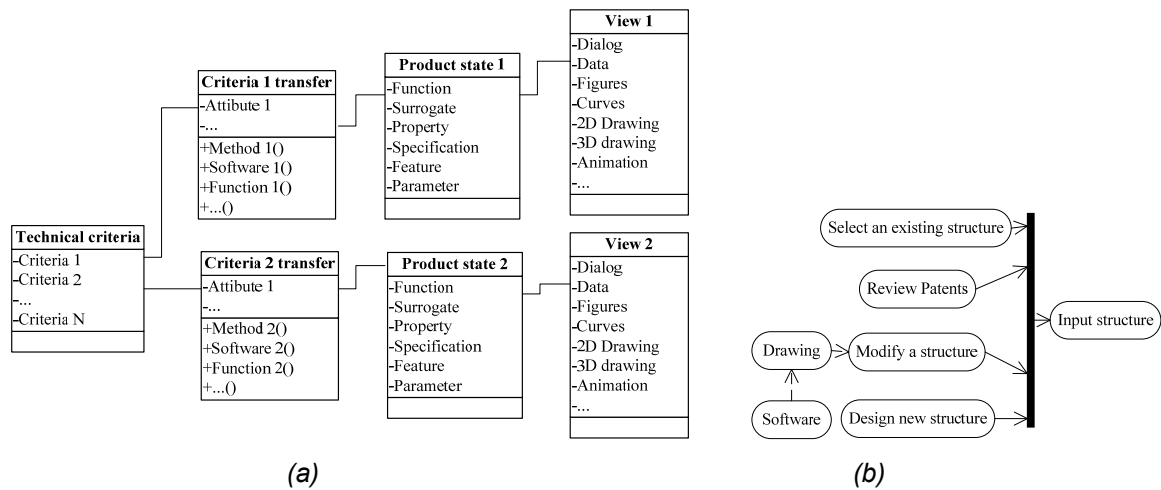 Technical criteria
-Criteria 1
-Criteria 2
-...
-Criteria N
Criteria 1 transfer
-Attibute 1
-...
+Method 1()
+Software 1()
+Function 1()
+...()
Product state 1
-Function
-Surrogate
-Property
-Specification
-Feature
-Parameter
View 1
-Dialog
-Data
-Figures
-Curves
-2D Drawing
-3D drawing
-Animation
-...
Criteria 2 transfer
-Attibute 1
-...
+Method 2()
+Software 2()
+Function 2()
+...()
Product state 2
-Function
-Surrogate
-Property
-Specification
-Feature
-Parameter
View 2
-Dialog
-Data
-Figures
-Curves
-2D Drawing
-3D drawing
-Animation
-...
(a)
Select an existing structure
Review Patents
Drawing
Modify a structure
Software
Design new structure
Input structure
(b)